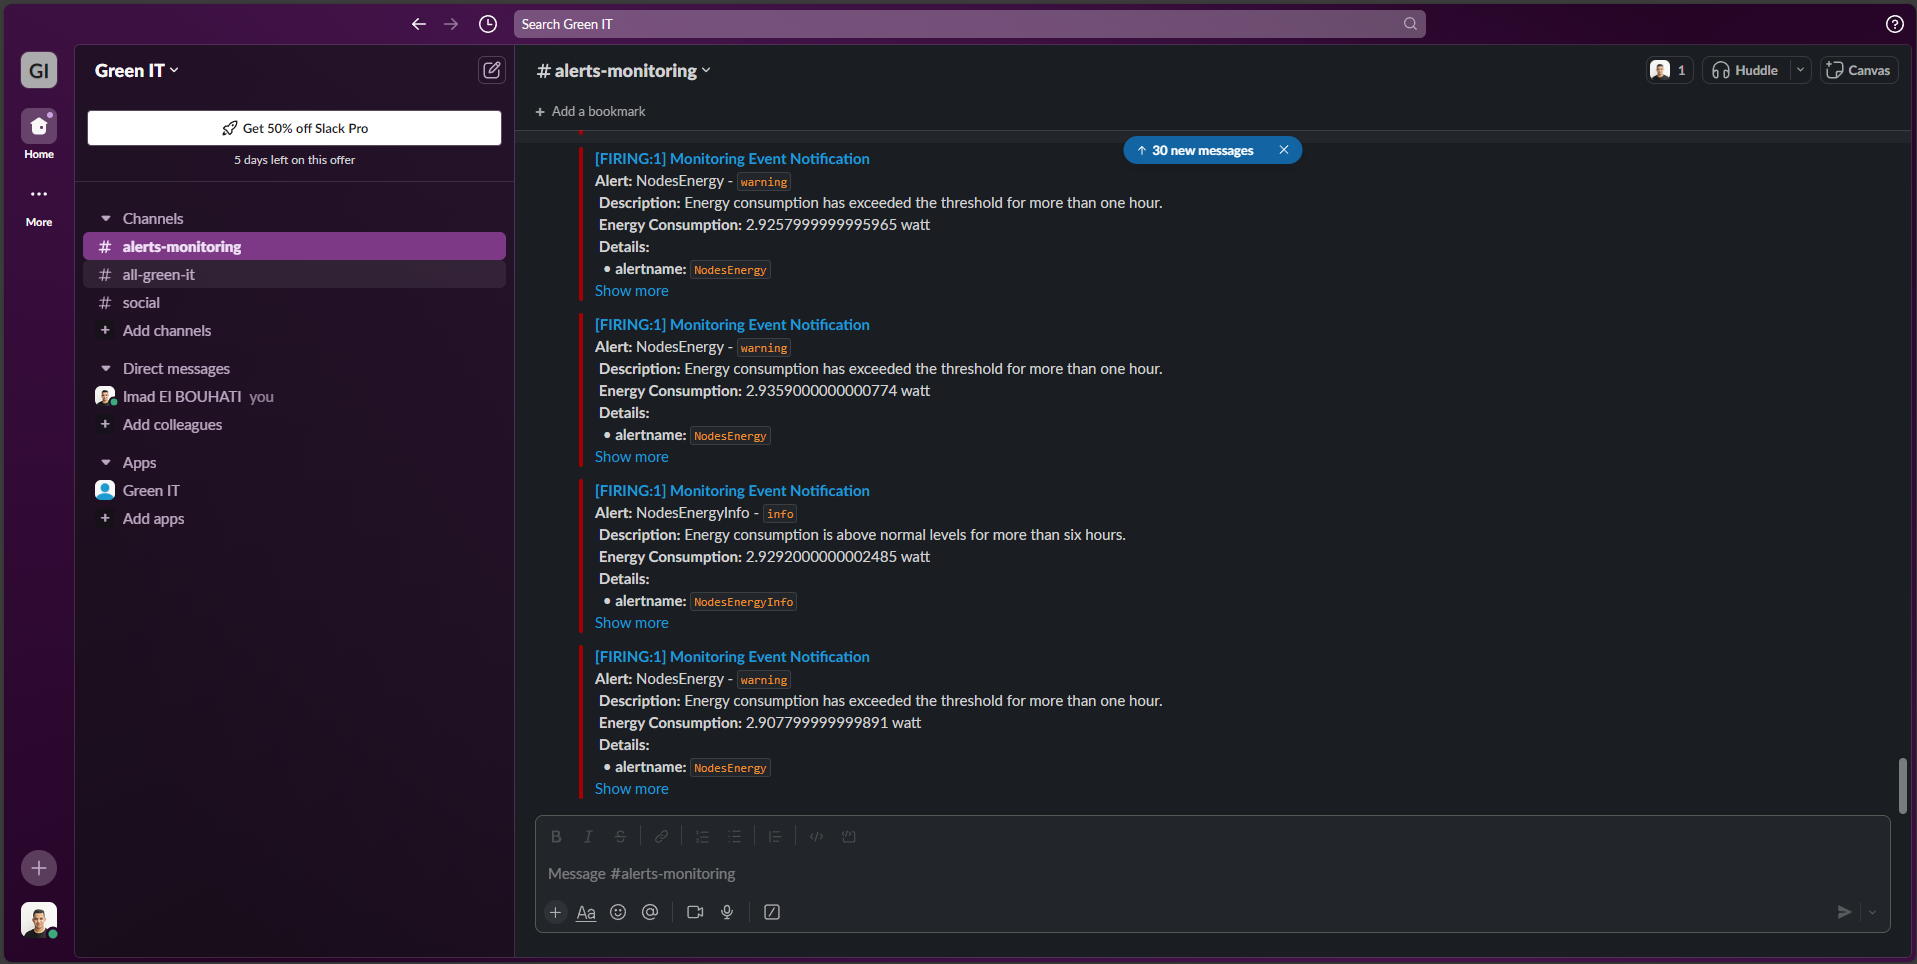 Search Green IT
GI
Home
More
Green IT
Get 50% off Slack Pro
5 days left on this offer
Channels
# alerts-monitoring
# all-green-it
# social
+ Add channels
Direct messages
Imad El BOUHATI you
+ Add colleagues
Apps
Green IT
+ Add apps
# alerts-monitoring
1
Huddle
Canvas
+ Add a bookmark
↑ 30 new messages ×
[FIRING:1] Monitoring Event Notification
Alert: NodesEnergy - warning
Description: Energy consumption has exceeded the threshold for more than one hour.
Energy Consumption: 2.9257999999995965 watt
Details:
• alertname: NodesEnergy
Show more
[FIRING:1] Monitoring Event Notification
Alert: NodesEnergy - warning
Description: Energy consumption has exceeded the threshold for more than one hour.
Energy Consumption: 2.9359000000000774 watt
Details:
• alertname: NodesEnergy
Show more
[FIRING:1] Monitoring Event Notification
Alert: NodesEnergyInfo - info
Description: Energy consumption is above normal levels for more than six hours.
Energy Consumption: 2.9292000000002485 watt
Details:
• alertname: NodesEnergyInfo
Show more
[FIRING:1] Monitoring Event Notification
Alert: NodesEnergy - warning
Description: Energy consumption has exceeded the threshold for more than one hour.
Energy Consumption: 2.907799999999891 watt
Details:
• alertname: NodesEnergy
Show more
B I S
Message #alerts-monitoring
+ Aa @